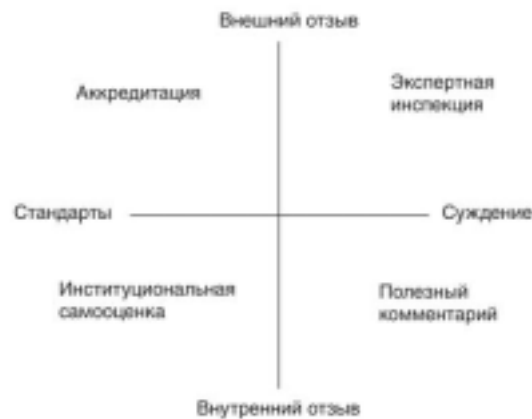 Внешний отзыв
Аккредитация
Экспертная
инспекция
Стандарты
Суждение
Институциональная
самооценка
Полезный
комментарий
Внутренний отзыв